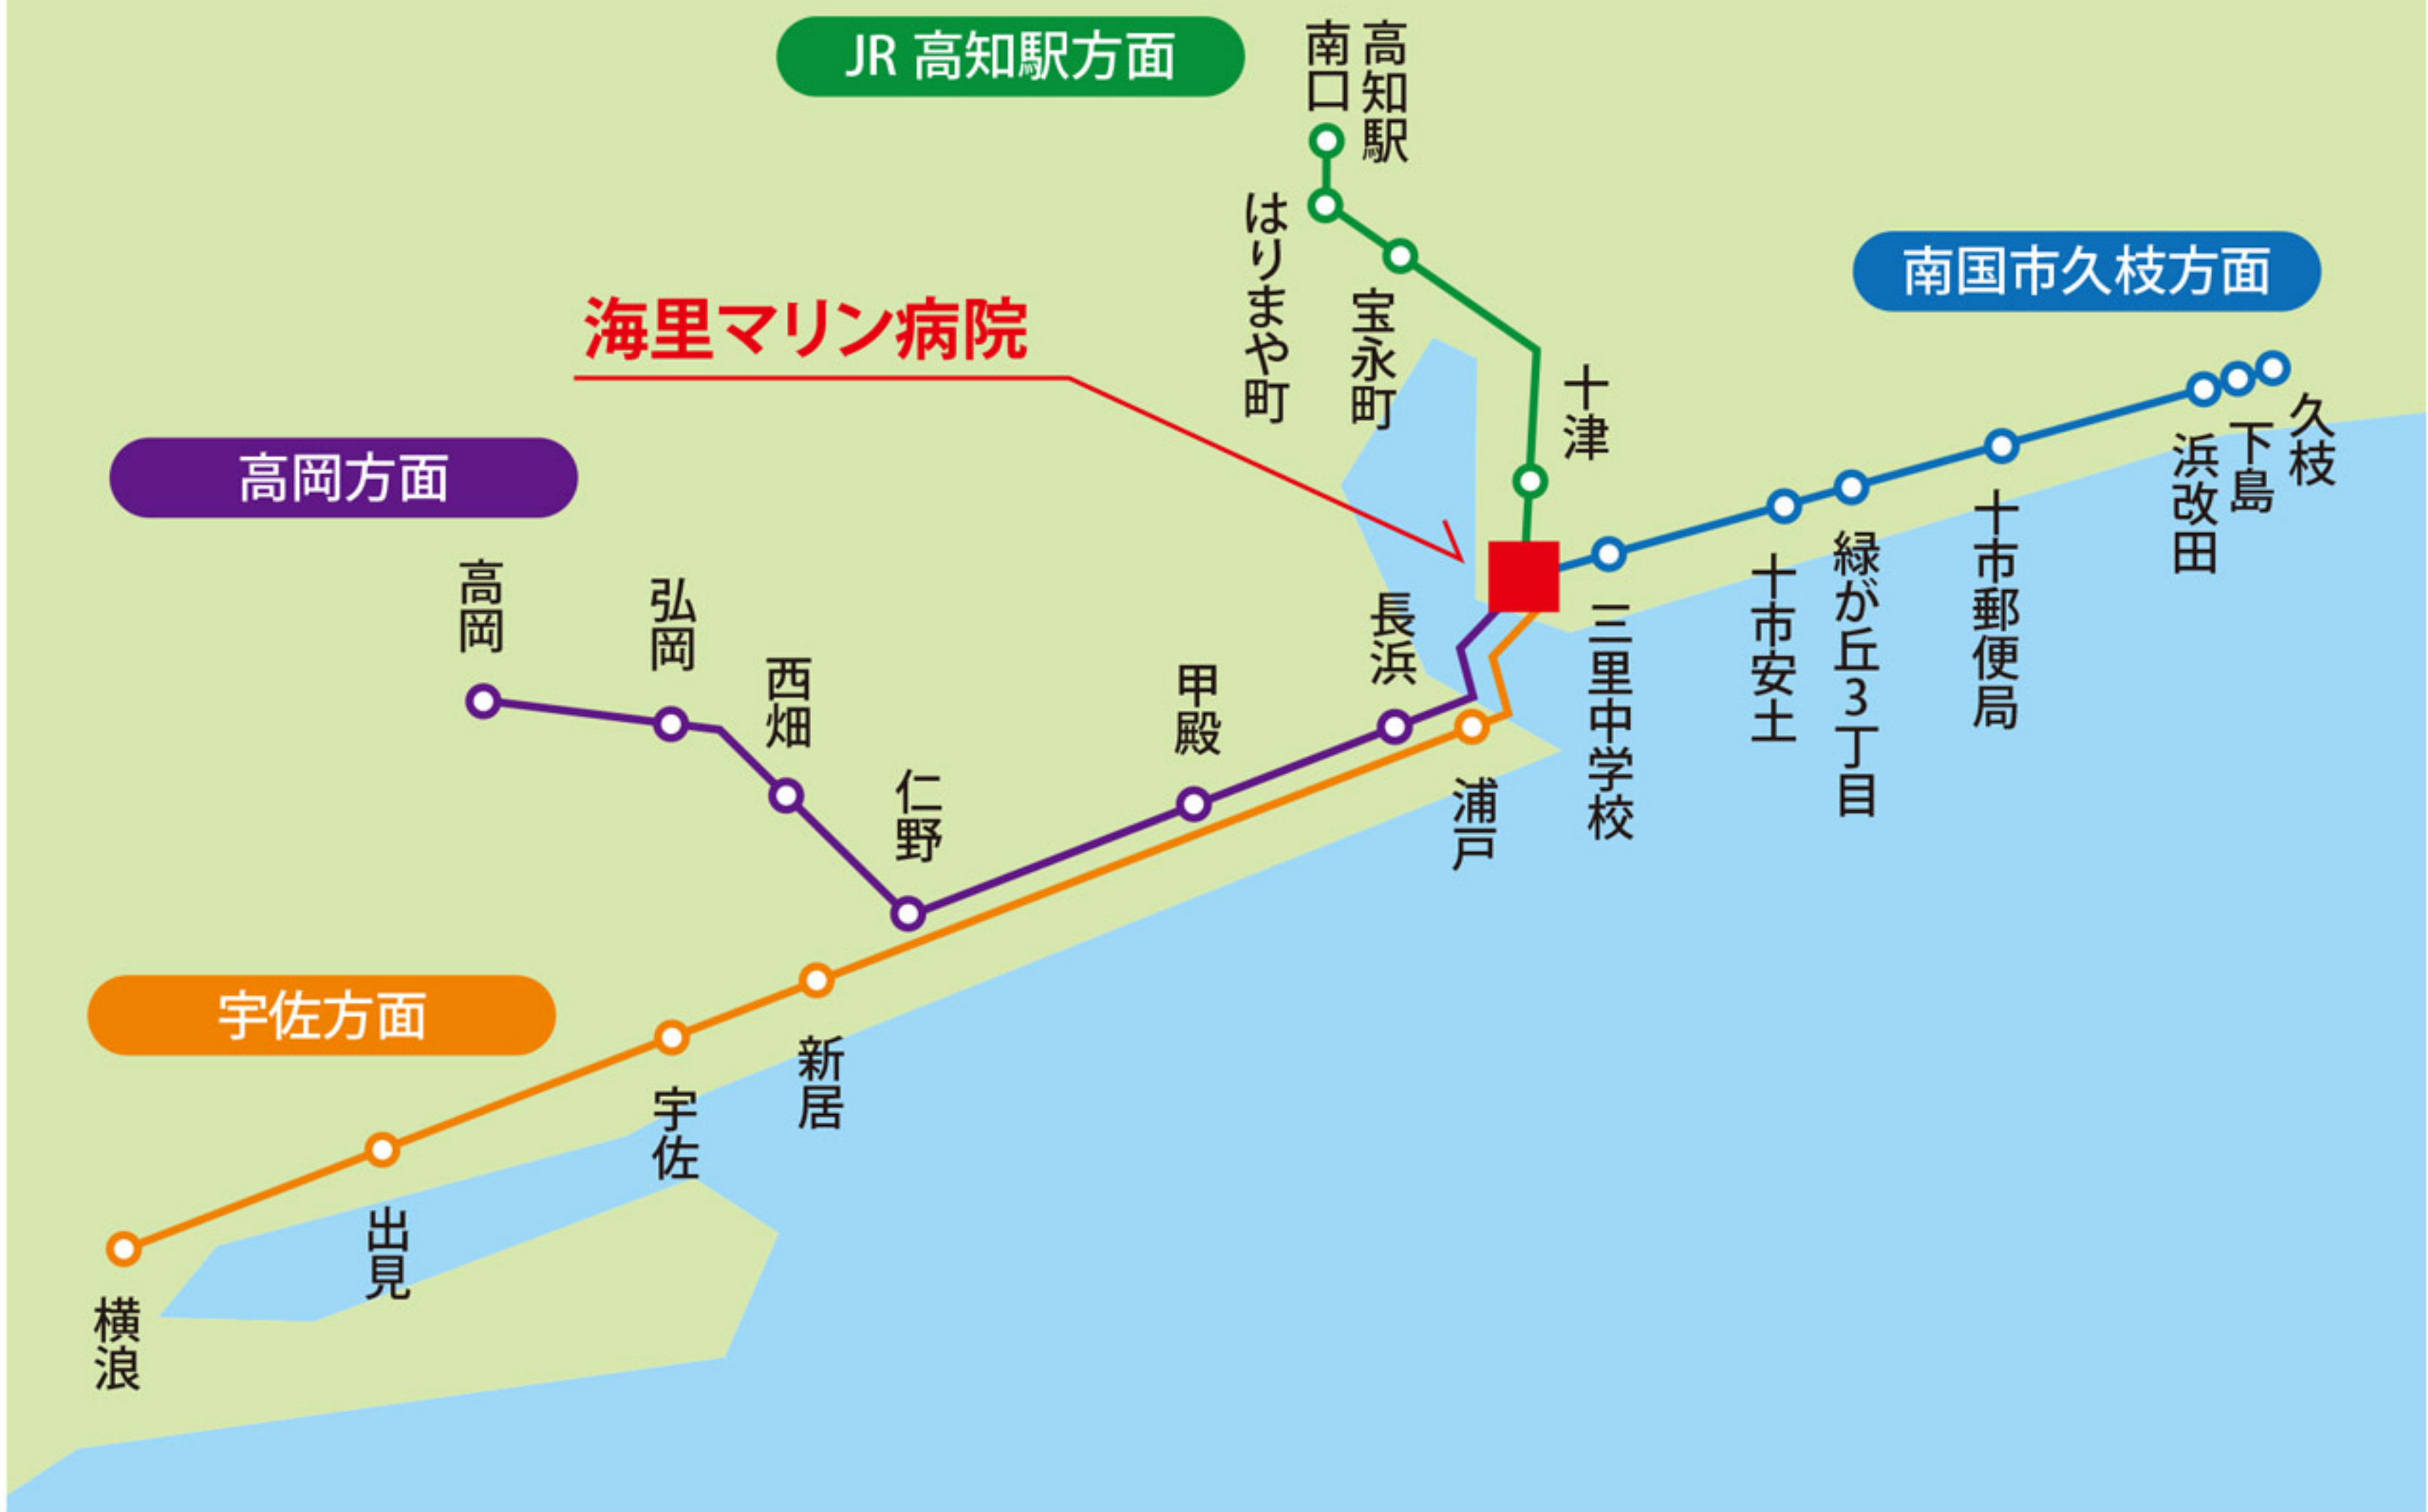 JR 高知駅方面
高知駅
南口
はりまや町
宝永町
十津
南国市久枝方面
久枝
下島
浜改田
十市郵便局
緑が丘3丁目
十市安土
三里中学校
海里マリン病院
高岡方面
高岡
弘岡
西畑
仁野
甲殿
長浜
浦戸
宇佐方面
新居
宇佐
出見
横浪